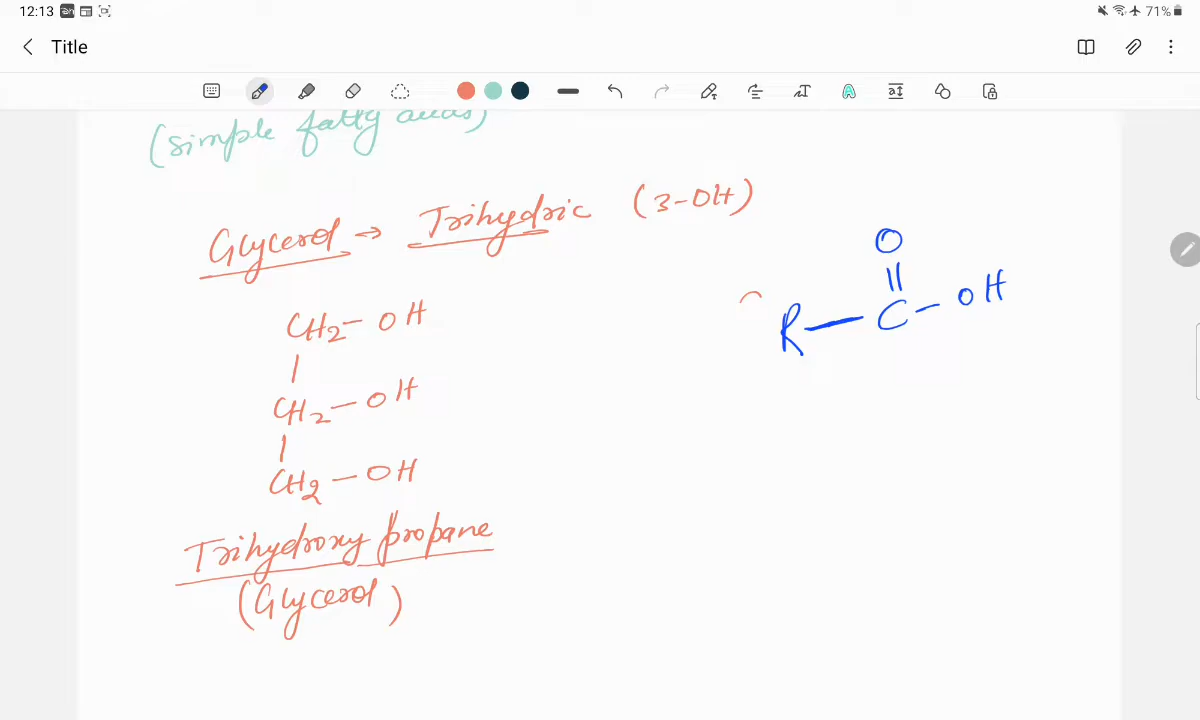 12:13
71%
Title
(simple fatty acids)
Glycerol → Trihydric (3-OH)
CH2-OH
CH2-OH
CH2-OH
Trihydroxy propane
(Glycerol)
O
R-C-OH